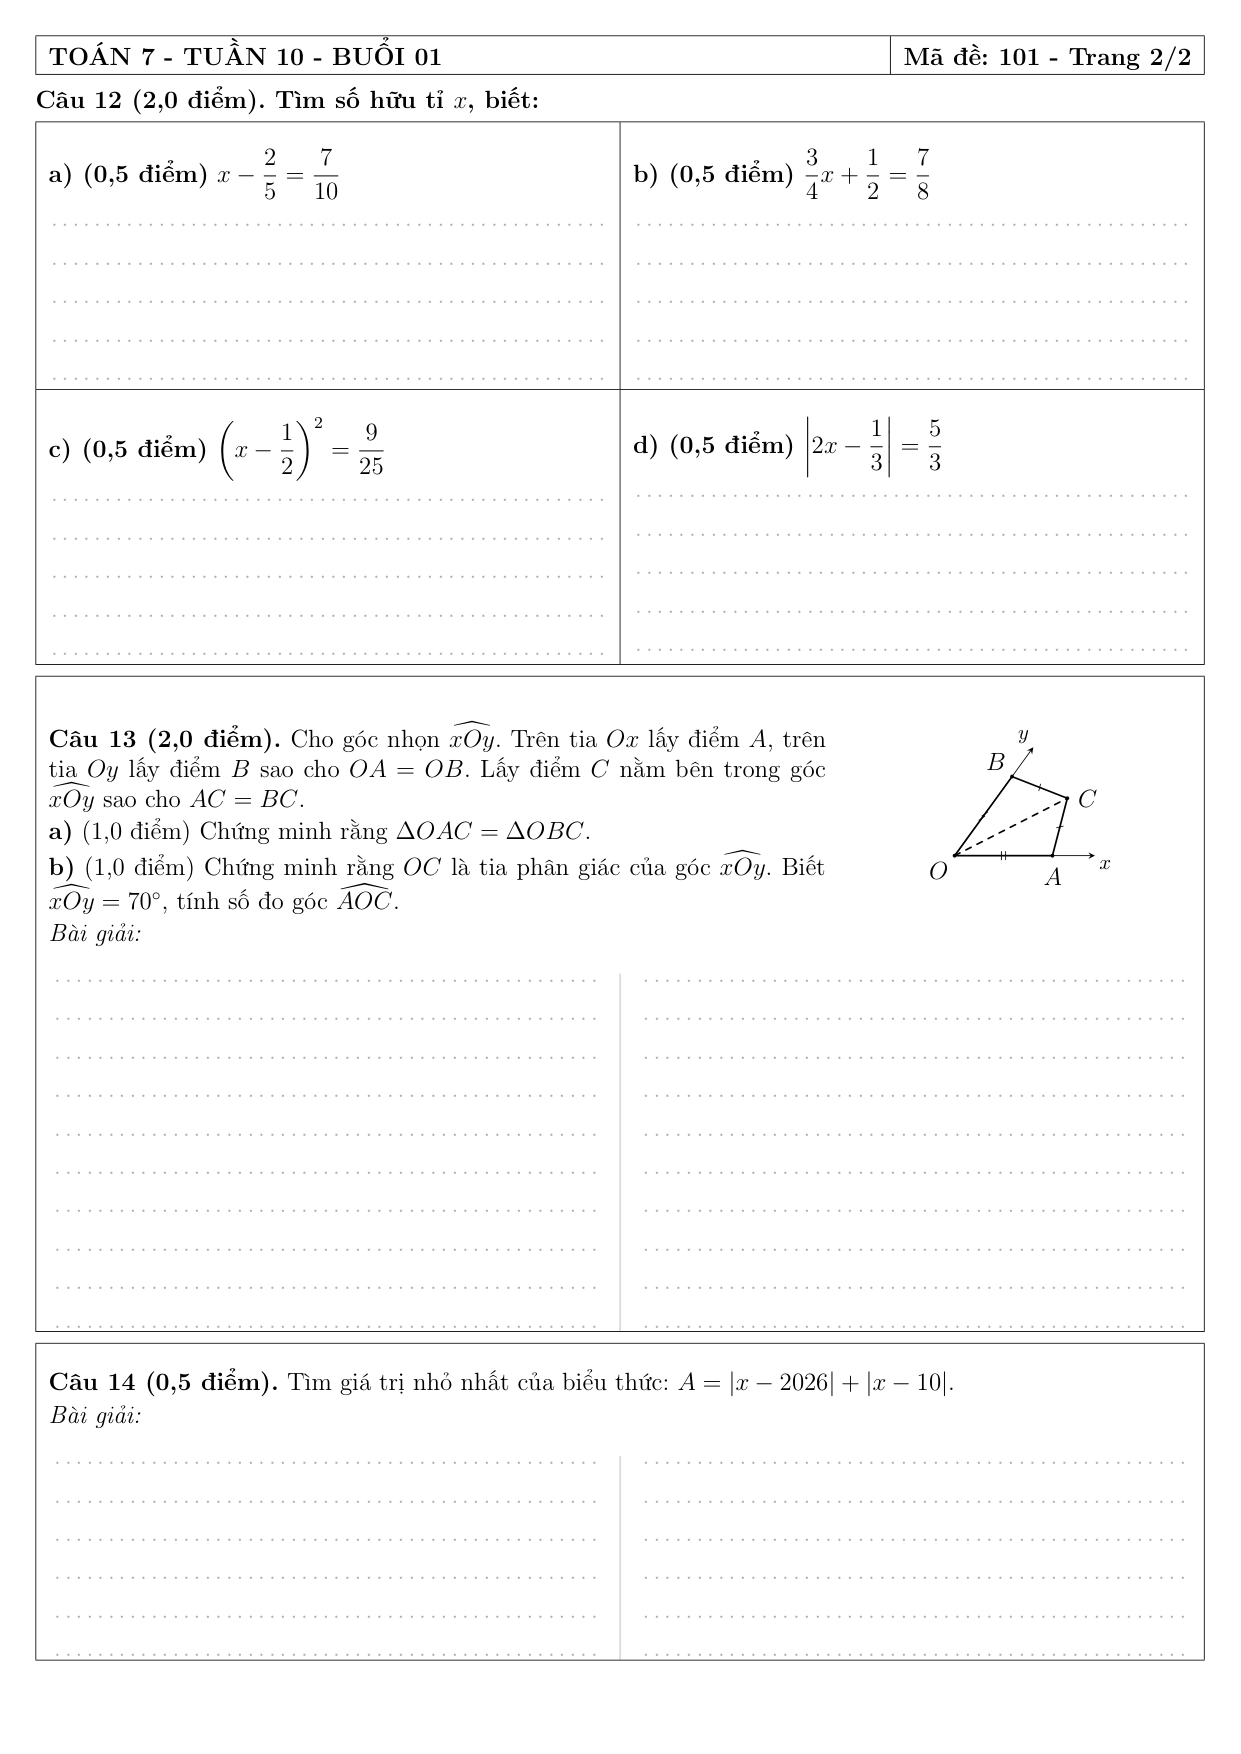 TOÁN 7 - TUẦN 10 - BUỔI 01
Mã đề: 101 - Trang 2/2
Câu 12 (2,0 điểm). Tìm số hữu tỉ x, biết:
a) (0,5 điểm) x − 2/5 = 7/10
b) (0,5 điểm) 3/4 x + 1/2 = 7/8
c) (0,5 điểm) (x − 1/2)² = 9/25
d) (0,5 điểm) |2x − 1/3| = 5/3
Câu 13 (2,0 điểm). Cho góc nhọn xOy. Trên tia Ox lấy điểm A, trên
tia Oy lấy điểm B sao cho OA = OB. Lấy điểm C nằm bên trong góc
xOy sao cho AC = BC.
a) (1,0 điểm) Chứng minh rằng ΔOAC = ΔOBC.
b) (1,0 điểm) Chứng minh rằng OC là tia phân giác của góc xOy. Biết
xOy = 70°, tính số đo góc AOC.
Bài giải:
y
B
C
O
A
x
Câu 14 (0,5 điểm). Tìm giá trị nhỏ nhất của biểu thức: A = |x − 2026| + |x − 10|.
Bài giải: